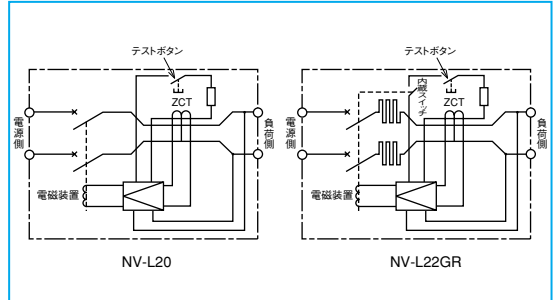 テストボタン
ZCT
電源側
負荷側
電磁装置
NV-L20
テストボタン
内蔵スイッチ
ZCT
電源側
負荷側
電磁装置
NV-L22GR